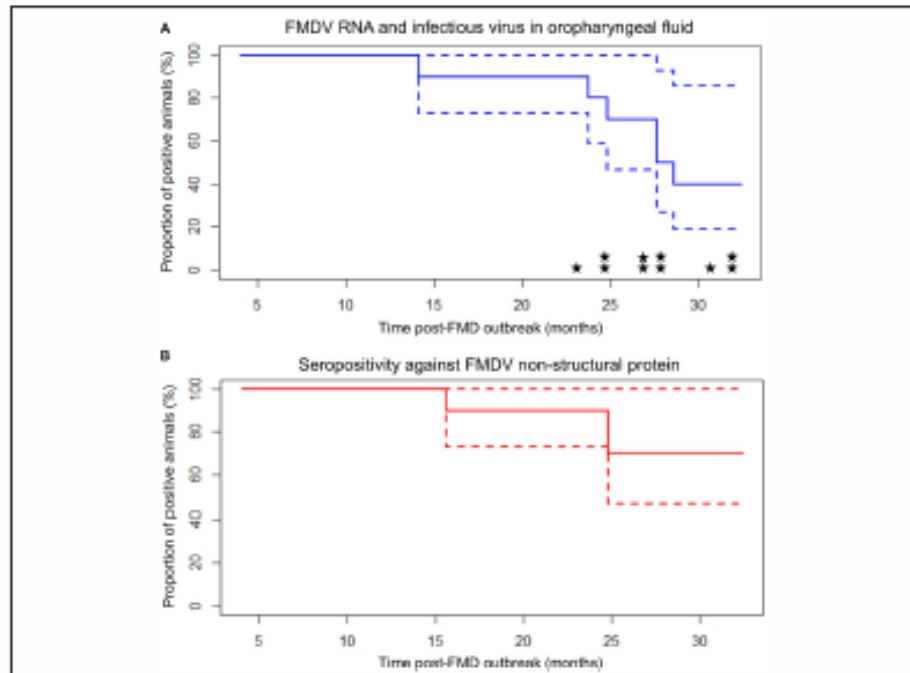 A
FMDV RNA and infectious virus in oropharyngeal fluid
Proportion of positive animals (%)
100
80
60
40
20
0
5 10 15 20 25 30
Time post-FMD outbreak (months)
B
Seropositivity against FMDV non-structural protein
Proportion of positive animals (%)
100
80
60
40
20
0
5 10 15 20 25 30
Time post-FMD outbreak (months)